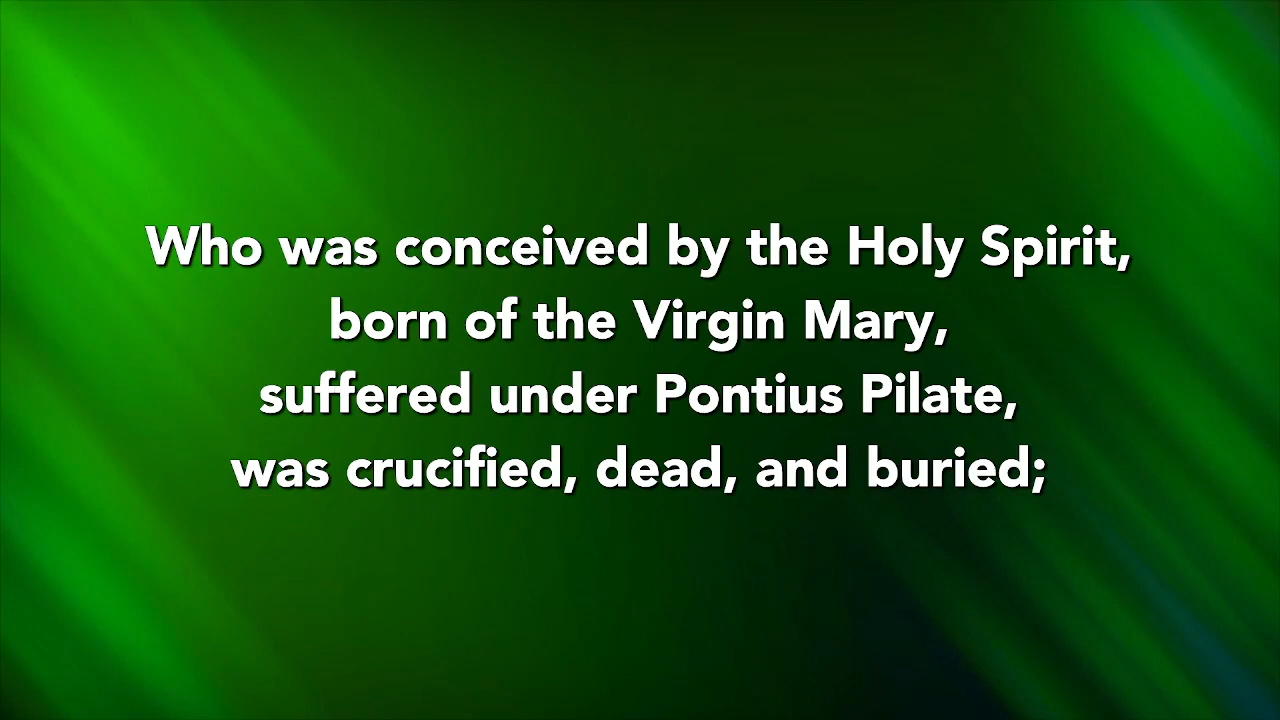 Who was conceived by the Holy Spirit,
born of the Virgin Mary,
suffered under Pontius Pilate,
was crucified, dead, and buried;